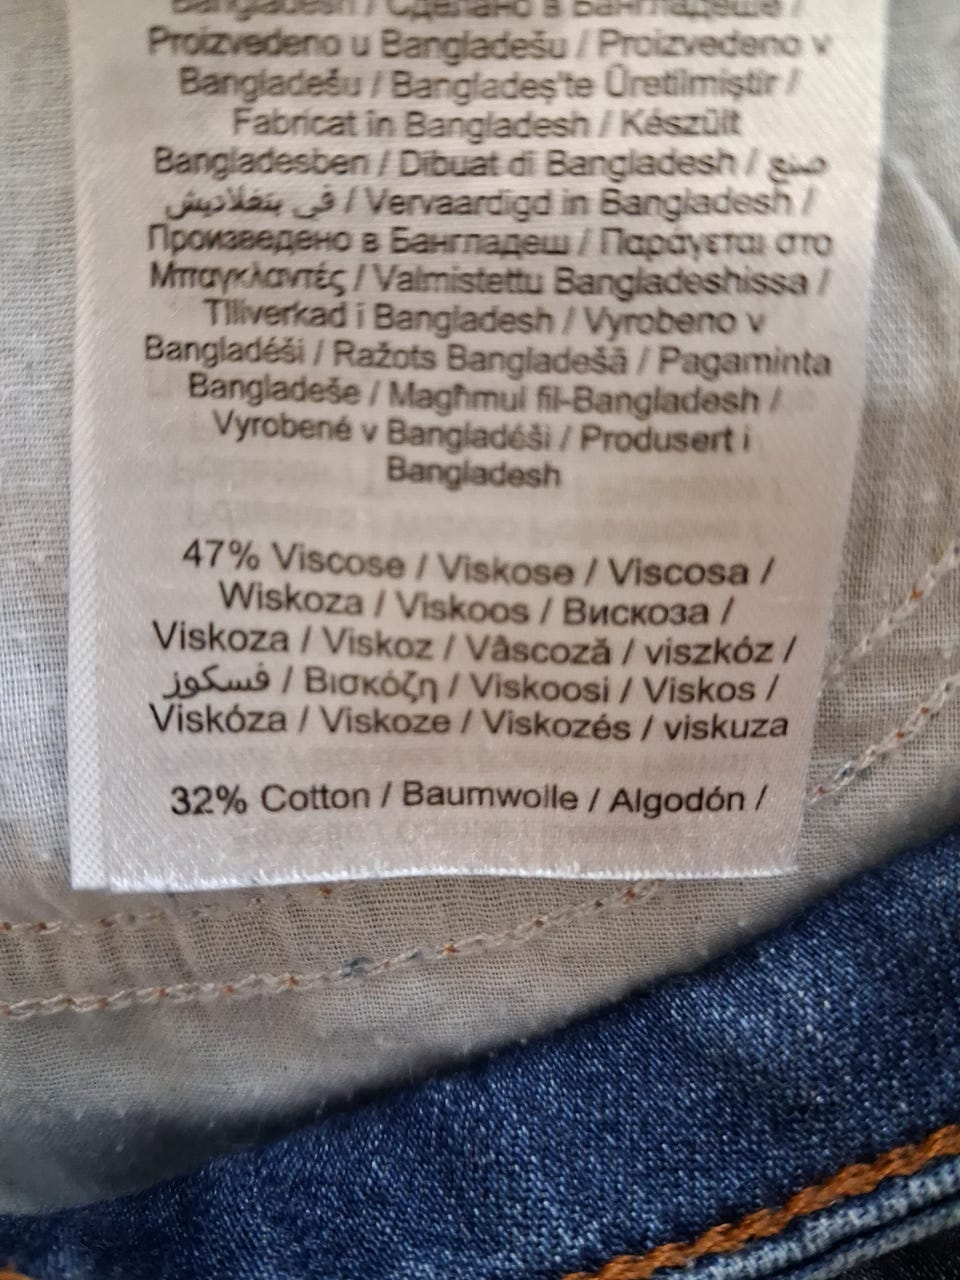 Bangladesh / Сделано в Бангладеше /
Proizvedeno u Bangladešu / Proizvedeno v
Bangladešu / Bangladeş'te Üretilmiştir /
Fabricat în Bangladesh / Készült
Bangladesben / Dibuat di Bangladesh / صنع
في بنغلاديش / Vervaardigd in Bangladesh /
Произведено в Бангладеш / Παράγεται στο
Μπαγκλαντές / Valmistettu Bangladeshissa /
Tillverkad i Bangladesh / Vyrobeno v
Bangladéši / Ražots Bangladešā / Pagaminta
Bangladeše / Magħmul fil-Bangladesh /
Vyrobené v Bangladéši / Produsert i
Bangladesh
47% Viscose / Viskose / Viscosa /
Wiskoza / Viskoos / Вискоза /
Viskoza / Viskoz / Vâscoză / viszkóz /
فسكوز / Βισκόζη / Viskoosi / Viskos /
Viskóza / Viskoze / Viskozės / viskuza
32% Cotton / Baumwolle / Algodón /